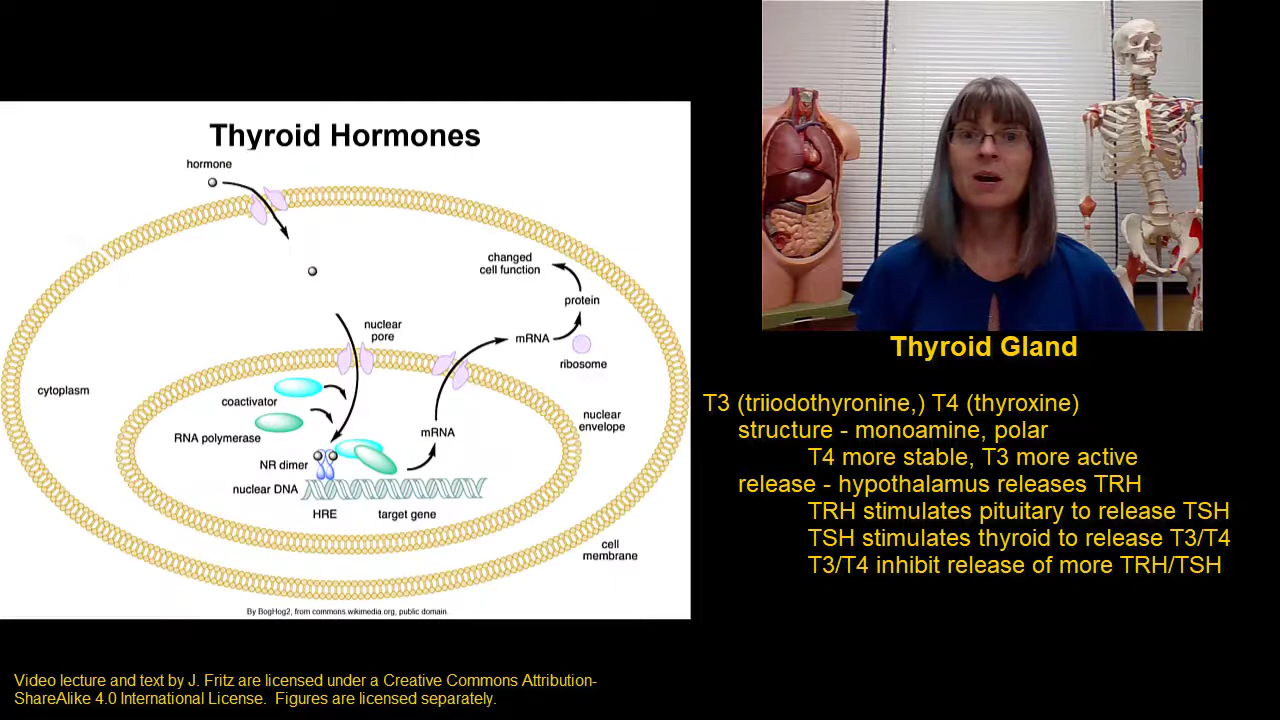 Thyroid Hormones
hormone
changed
cell function
protein
nuclear
pore
mRNA
ribosome
cytoplasm
coactivator
RNA polymerase
mRNA
nuclear
envelope
NR dimer
nuclear DNA
HRE
target gene
cell
membrane
By BogHog2, from commons.wikimedia.org, public domain.
Thyroid Gland
T3 (triiodothyronine,) T4 (thyroxine)
structure - monoamine, polar
T4 more stable, T3 more active
release - hypothalamus releases TRH
TRH stimulates pituitary to release TSH
TSH stimulates thyroid to release T3/T4
T3/T4 inhibit release of more TRH/TSH
Video lecture and text by J. Fritz are licensed under a Creative Commons Attribution-
ShareAlike 4.0 International License.  Figures are licensed separately.